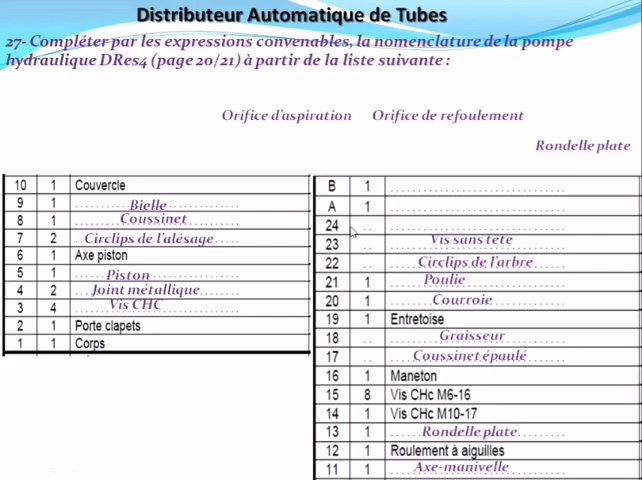 Distributeur Automatique de Tubes
27- Compléter par les expressions convenables, la nomenclature de la pompe
hydraulique DRes4 (page 20/21) à partir de la liste suivante :
Orifice d'aspiration Orifice de refoulement
Rondelle plate
10 1 Couvercle
9 1 Bielle
8 1 Coussinet
7 2 Circlips de l'alésage
6 1 Axe piston
5 1 Piston
4 2 Joint métallique
3 4 Vis CHC
2 1 Porte clapets
1 1 Corps
B 1
A 1
24
23 Vis sans tête
22 Circlips de l'arbre
21 1 Poulie
20 1 Courroie
19 1 Entretoise
18 Graisseur
17 Coussinet épaulé
16 1 Maneton
15 8 Vis CHc M6-16
14 1 Vis CHc M10-17
13 1 Rondelle plate
12 1 Roulement à aiguilles
11 1 Axe-manivelle